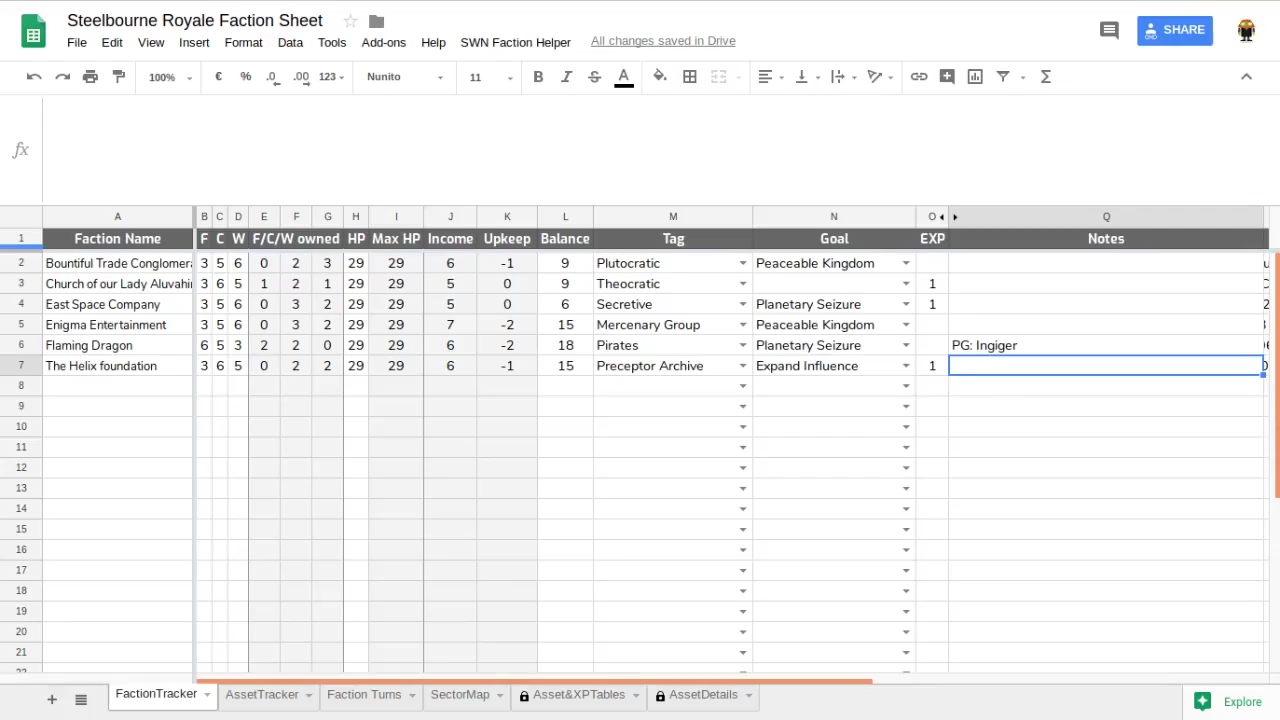 Steelbourne Royale Faction Sheet
File Edit View Insert Format Data Tools Add-ons Help SWN Faction Helper All changes saved in Drive
SHARE
100% € % .0 .00 123 Nunito 11 B I S A
fx
A B C D E F G H I J K L M N O Q
1 Faction Name F C W F/C/W owned HP Max HP Income Upkeep Balance Tag Goal EXP Notes
2 Bountiful Trade Conglomera 3 5 6 0 2 3 29 29 6 -1 9 Plutocratic Peaceable Kingdom
3 Church of our Lady Aluvahi 3 6 5 1 2 1 29 29 5 0 9 Theocratic 1
4 East Space Company 3 5 6 0 3 2 29 29 5 0 6 Secretive Planetary Seizure 1
5 Enigma Entertainment 3 5 6 0 3 2 29 29 7 -2 15 Mercenary Group Peaceable Kingdom
6 Flaming Dragon 6 5 3 2 2 0 29 29 6 -2 18 Pirates Planetary Seizure PG: Ingiger
7 The Helix foundation 3 6 5 0 2 2 29 29 6 -1 15 Preceptor Archive Expand Influence 1
8
9
10
11
12
13
14
15
16
17
18
19
20
21
FactionTracker AssetTracker Faction Turns SectorMap Asset&XPTables AssetDetails Explore